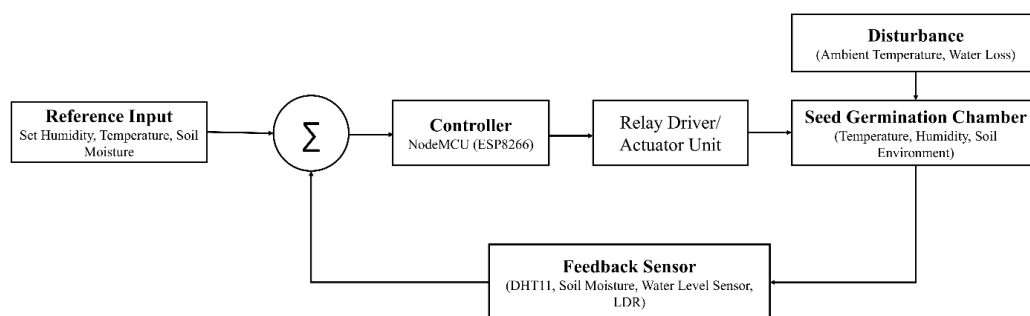 Disturbance
(Ambient Temperature, Water Loss)
Reference Input
Set Humidity, Temperature, Soil
Moisture
Σ
Controller
NodeMCU (ESP8266)
Relay Driver/
Actuator Unit
Seed Germination Chamber
(Temperature, Humidity, Soil
Environment)
Feedback Sensor
(DHT11, Soil Moisture, Water Level Sensor,
LDR)